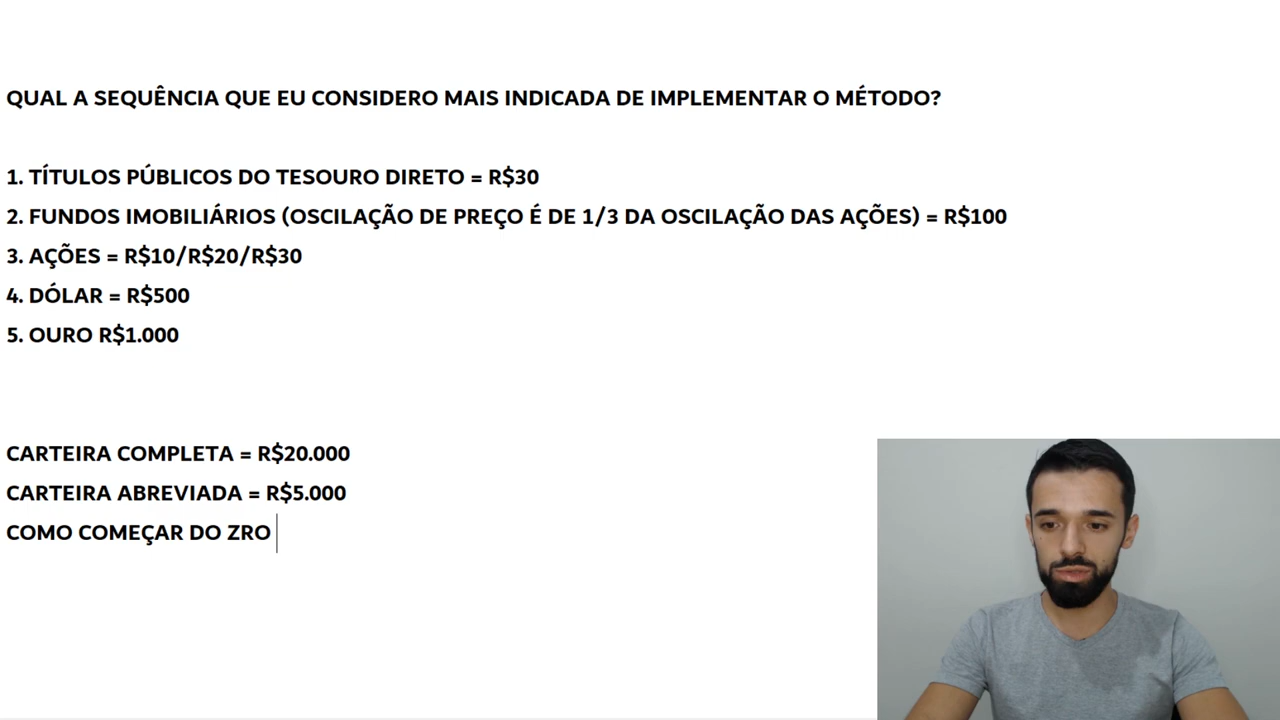 QUAL A SEQUÊNCIA QUE EU CONSIDERO MAIS INDICADA DE IMPLEMENTAR O MÉTODO?
1. TÍTULOS PÚBLICOS DO TESOURO DIRETO = R$30
2. FUNDOS IMOBILIÁRIOS (OSCILAÇÃO DE PREÇO É DE 1/3 DA OSCILAÇÃO DAS AÇÕES) = R$100
3. AÇÕES = R$10/R$20/R$30
4. DÓLAR = R$500
5. OURO R$1.000
CARTEIRA COMPLETA = R$20.000
CARTEIRA ABREVIADA = R$5.000
COMO COMEÇAR DO ZRO